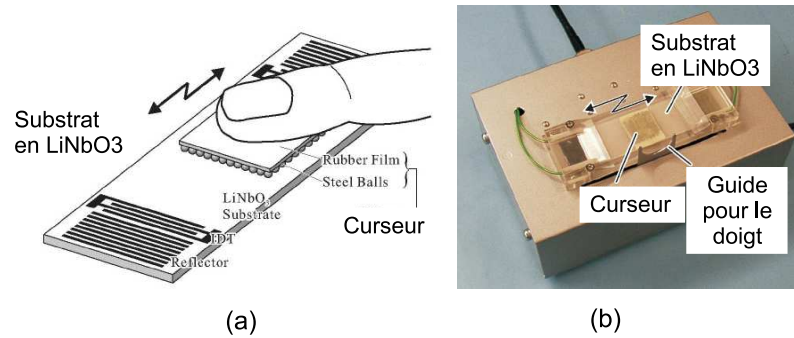 Substrat
en LiNbO3
Rubber Film
Steel Balls
LiNbO3
Substrate
Curseur
IDT
Reflector
(a)
Substrat
en LiNbO3
Curseur
Guide
pour le
doigt
(b)